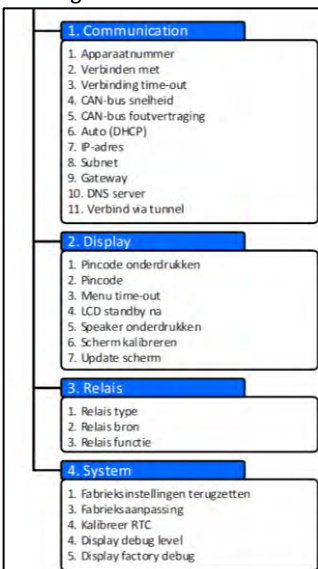 1. Communication
1. Apparaatnummer
2. Verbinden met
3. Verbinding time-out
4. CAN-bus snelheid
5. CAN-bus foutvertraging
6. Auto (DHCP)
7. IP-adres
8. Subnet
9. Gateway
10. DNS server
11. Verbind via tunnel
2. Display
1. Pincode onderdrukken
2. Pincode
3. Menu time-out
4. LCD standby na
5. Speaker onderdrukken
6. Scherm kalibreren
7. Update scherm
3. Relais
1. Relais type
2. Relais bron
3. Relais functie
4. System
1. Fabrieksinstellingen terugzetten
3. Fabrieksaanpassing
4. Kalibreer RTC
4. Display debug level
5. Display factory debug